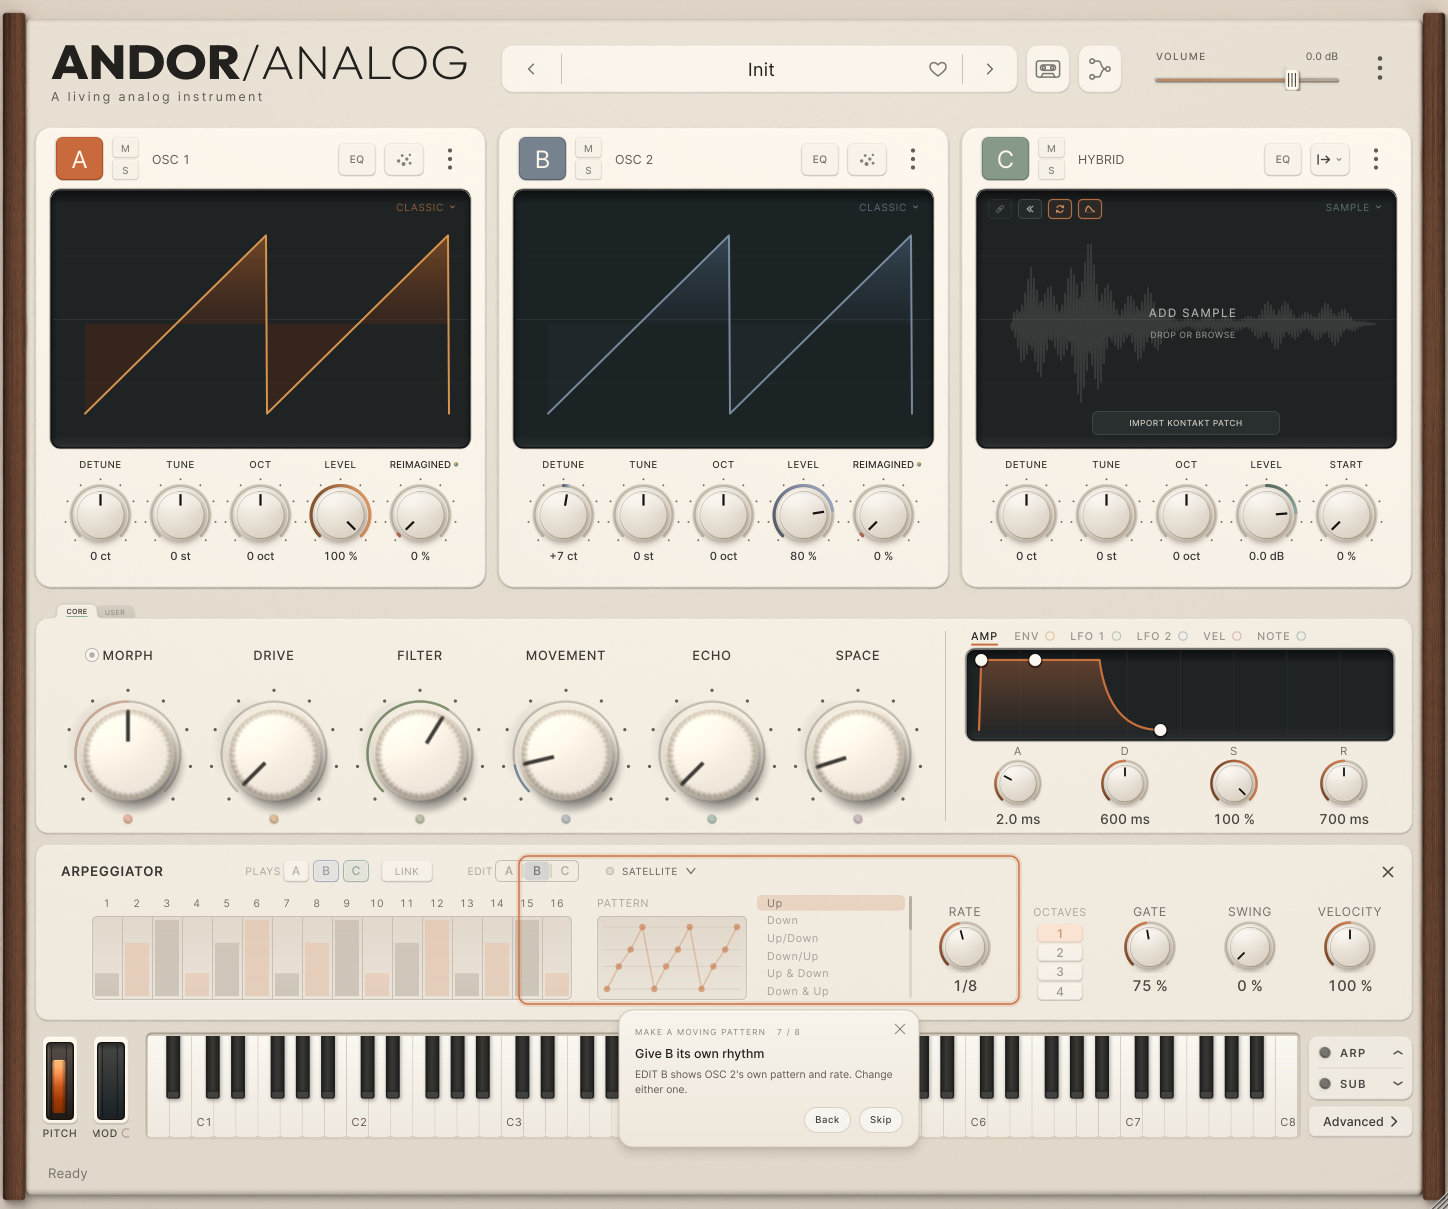 ANDOR/ANALOG
A living analog instrument
Init
VOLUME 0.0 dB
A M S OSC 1 EQ
B M S OSC 2 EQ
C M S HYBRID EQ
CLASSIC
CLASSIC
SAMPLE
ADD SAMPLE
DROP OR BROWSE
IMPORT KONTAKT PATCH
DETUNE TUNE OCT LEVEL REIMAGINED
0 ct 0 st 0 oct 100 % 0 %
DETUNE TUNE OCT LEVEL REIMAGINED
+7 ct 0 st 0 oct 80 % 0 %
DETUNE TUNE OCT LEVEL START
0 ct 0 st 0 oct 0.0 dB 0 %
CORE USER
MORPH DRIVE FILTER MOVEMENT ECHO SPACE
AMP ENV LFO 1 LFO 2 VEL NOTE
A D S R
2.0 ms 600 ms 100 % 700 ms
ARPEGGIATOR PLAYS A B C LINK EDIT A B C SATELLITE
1 2 3 4 5 6 7 8 9 10 11 12 13 14 15 16
PATTERN
Up
Down
Up/Down
Down/Up
Up & Down
Down & Up
RATE
1/8
OCTAVES
1
2
3
4
GATE SWING VELOCITY
75 % 0 % 100 %
MAKE A MOVING PATTERN 7 / 8
Give B its own rhythm
EDIT B shows OSC 2's own pattern and rate. Change
either one.
Back Skip
C1 C2 C3 C6 C7 C8
PITCH MOD
ARP
SUB
Advanced
Ready